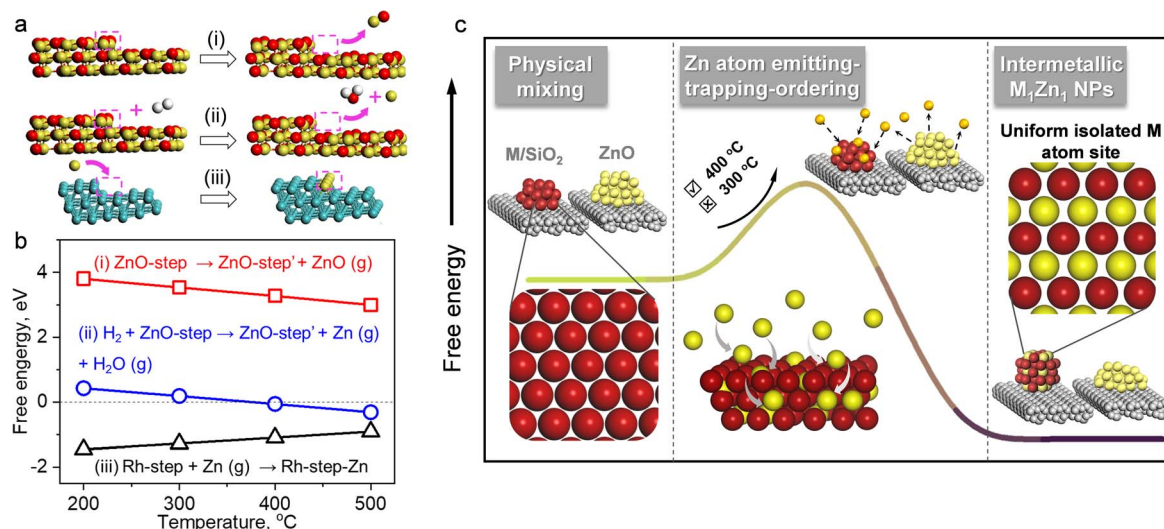 a
(i)
+
(ii)
+
(iii)
b
Free engergy, eV
4
2
0
-2
(i) ZnO-step → ZnO-step’ + ZnO (g)
(ii) H₂ + ZnO-step → ZnO-step’ + Zn (g)
+ H₂O (g)
(iii) Rh-step + Zn (g) → Rh-step-Zn
200
300
400
500
Temperature, °C
c
Free energy
Physical
mixing
M/SiO₂
ZnO
Zn atom emitting-
trapping-ordering
☑ 400 °C
☒ 300 °C
Intermetallic
M₁Zn₁ NPs
Uniform isolated M
atom site